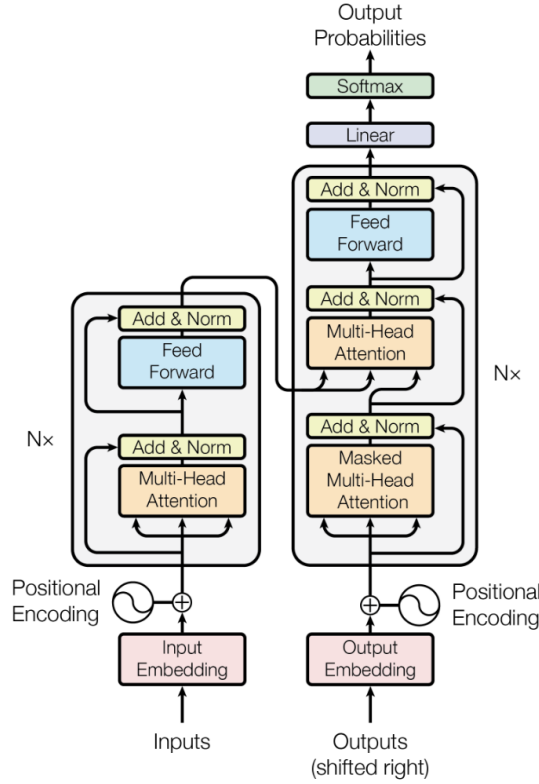 Output
Probabilities
Softmax
Linear
Add & Norm
Feed
Forward
Add & Norm
Multi-Head
Attention
Add & Norm
Masked
Multi-Head
Attention
N×
Add & Norm
Feed
Forward
Add & Norm
Multi-Head
Attention
N×
Positional
Encoding
Positional
Encoding
Input
Embedding
Output
Embedding
Inputs
Outputs
(shifted right)